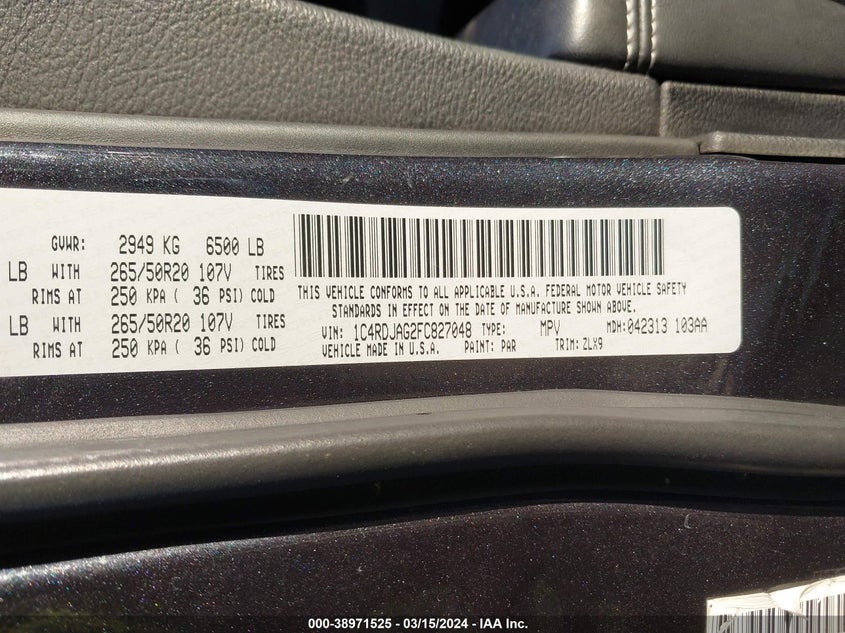 GVWR: 2949 KG 6500 LB
LB WITH 265/50R20 107V TIRES
RIMS AT 250 KPA ( 36 PSI) COLD
LB WITH 265/50R20 107V TIRES
RIMS AT 250 KPA ( 36 PSI) COLD
THIS VEHICLE CONFORMS TO ALL APPLICABLE U.S.A. FEDERAL MOTOR VEHICLE SAFETY
STANDARDS IN EFFECT ON THE DATE OF MANUFACTURE SHOWN ABOVE.
VIN: 1C4RDJAG2FC827048 TYPE: MPV MDH: 042313 103AA
VEHICLE MADE IN U.S.A. PAINT: PAR TRIM: ZLX9
000-38971525 - 03/15/2024 - IAA Inc.